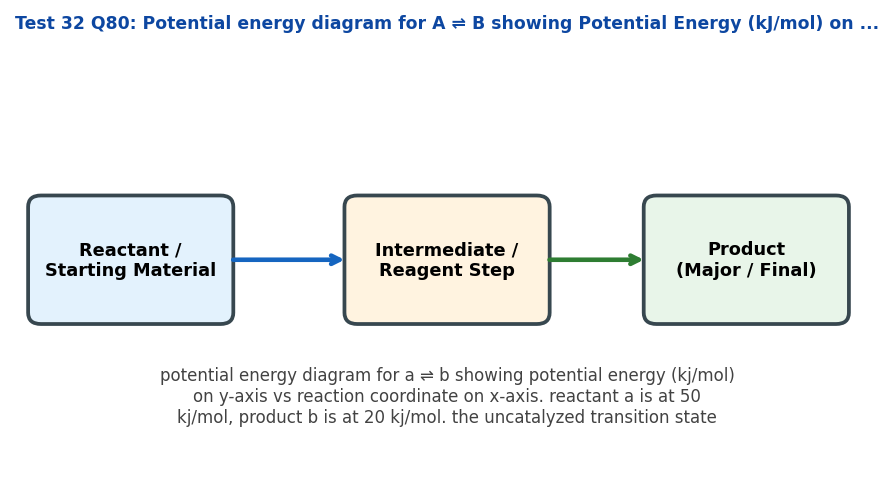 Test 32 Q80: Potential energy diagram for A ⇌ B showing Potential Energy (kJ/mol) on ...
Reactant /
Starting Material
Intermediate /
Reagent Step
Product
(Major / Final)
potential energy diagram for a ⇌ b showing potential energy (kj/mol)
on y-axis vs reaction coordinate on x-axis. reactant a is at 50
kj/mol, product b is at 20 kj/mol. the uncatalyzed transition state